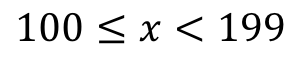 100 ≤ x < 199